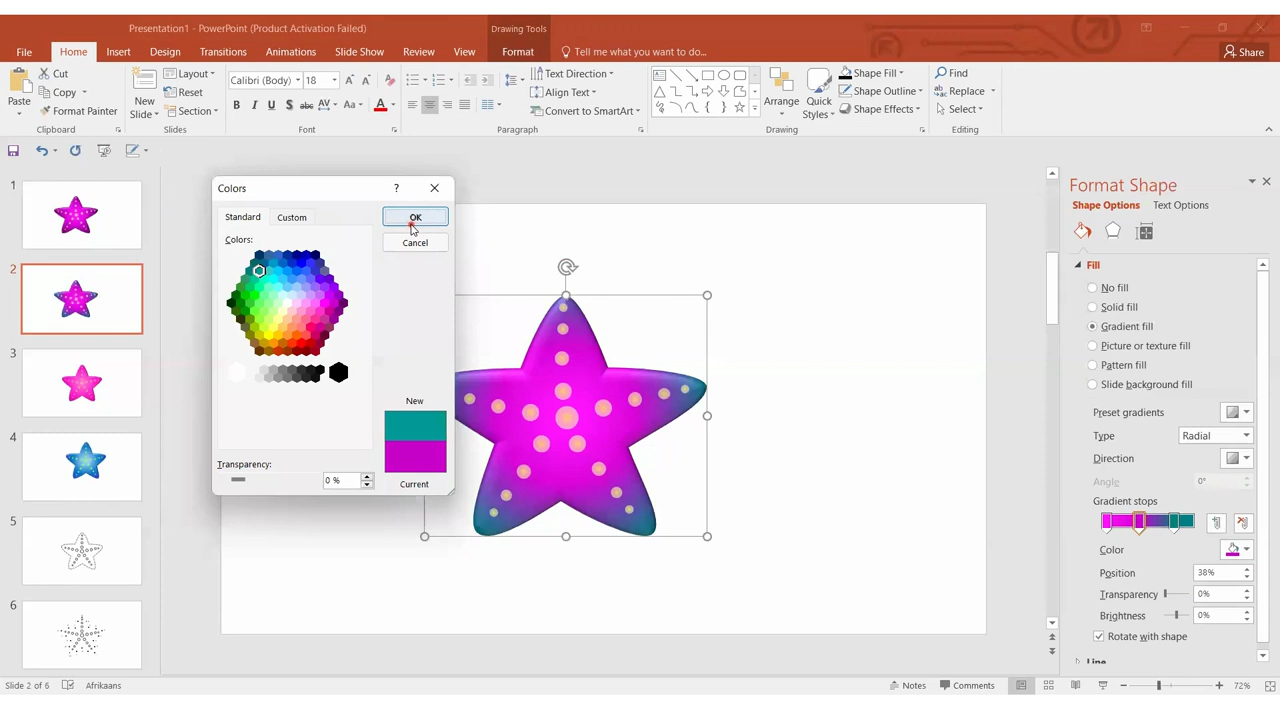 Presentation1 - PowerPoint (Product Activation Failed)
Drawing Tools
File Home Insert Design Transitions Animations Slide Show Review View Format Tell me what you want to do... Share
Paste
Cut
Copy
Format Painter
Clipboard
New Slide
Layout
Reset
Section
Slides
Calibri (Body) 18
B I U S abc AV Aa A
Font
Text Direction
Align Text
Convert to SmartArt
Paragraph
Arrange
Quick Styles
Shape Fill
Shape Outline
Shape Effects
Drawing
Find
Replace
Select
Editing
1
2
3
4
5
6
Colors ?
Standard Custom
OK
Cancel
Colors:
New
Current
Transparency:
0 %
Format Shape
Shape Options Text Options
Fill
No fill
Solid fill
Gradient fill
Picture or texture fill
Pattern fill
Slide background fill
Preset gradients
Type Radial
Direction
Angle 0°
Gradient stops
Color
Position 38%
Transparency 0%
Brightness 0%
Rotate with shape
Line
Slide 2 of 6 Afrikaans Notes Comments 72%